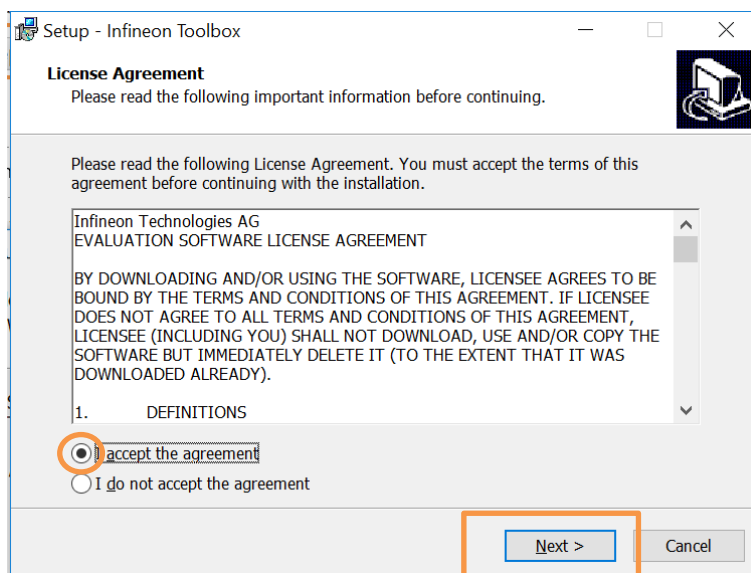 Setup - Infineon Toolbox
License Agreement
Please read the following important information before continuing.
Please read the following License Agreement. You must accept the terms of this
agreement before continuing with the installation.
Infineon Technologies AG
EVALUATION SOFTWARE LICENSE AGREEMENT
BY DOWNLOADING AND/OR USING THE SOFTWARE, LICENSEE AGREES TO BE
BOUND BY THE TERMS AND CONDITIONS OF THIS AGREEMENT. IF LICENSEE
DOES NOT AGREE TO ALL TERMS AND CONDITIONS OF THIS AGREEMENT,
LICENSEE (INCLUDING YOU) SHALL NOT DOWNLOAD, USE AND/OR COPY THE
SOFTWARE BUT IMMEDIATELY DELETE IT (TO THE EXTENT THAT IT WAS
DOWNLOADED ALREADY).
1. DEFINITIONS
I accept the agreement
I do not accept the agreement
Next > Cancel